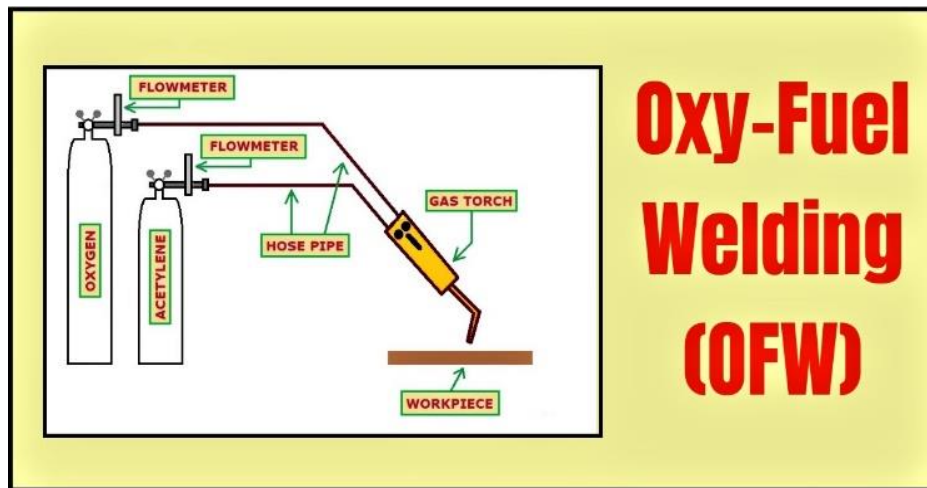 FLOWMETER
FLOWMETER
OXYGEN
ACETYLENE
HOSE PIPE
GAS TORCH
WORKPIECE
Oxy-Fuel
Welding
(OFW)